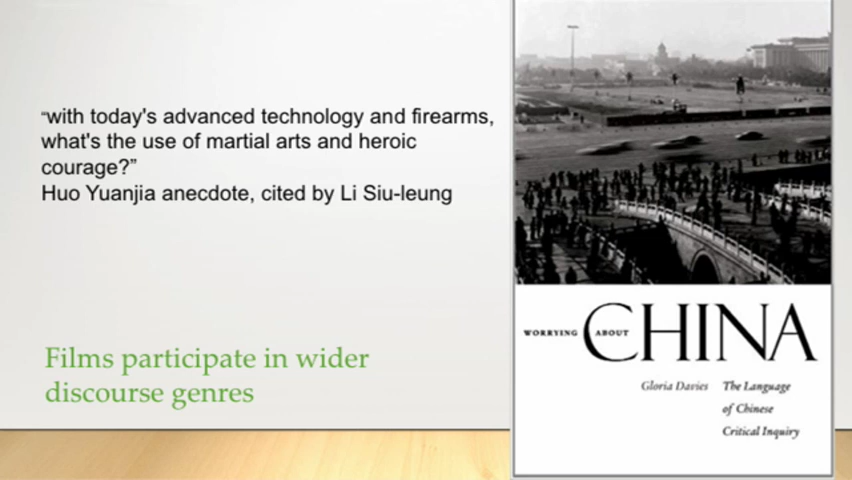 “with today's advanced technology and firearms,
what's the use of martial arts and heroic
courage?”
Huo Yuanjia anecdote, cited by Li Siu-leung
Films participate in wider
discourse genres
WORRYING ABOUT CHINA
Gloria Davies The Language
of Chinese
Critical Inquiry